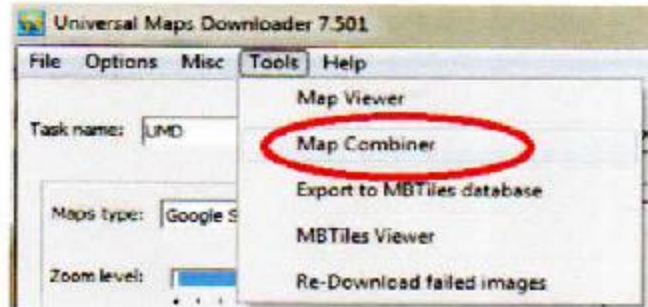 Universal Maps Downloader 7.501
File Options Misc Tools Help
Map Viewer
Task name: UMD
Map Combiner
Export to MBTiles database
Maps type: Google S
MBTiles Viewer
Zoom level:
Re-Download failed images